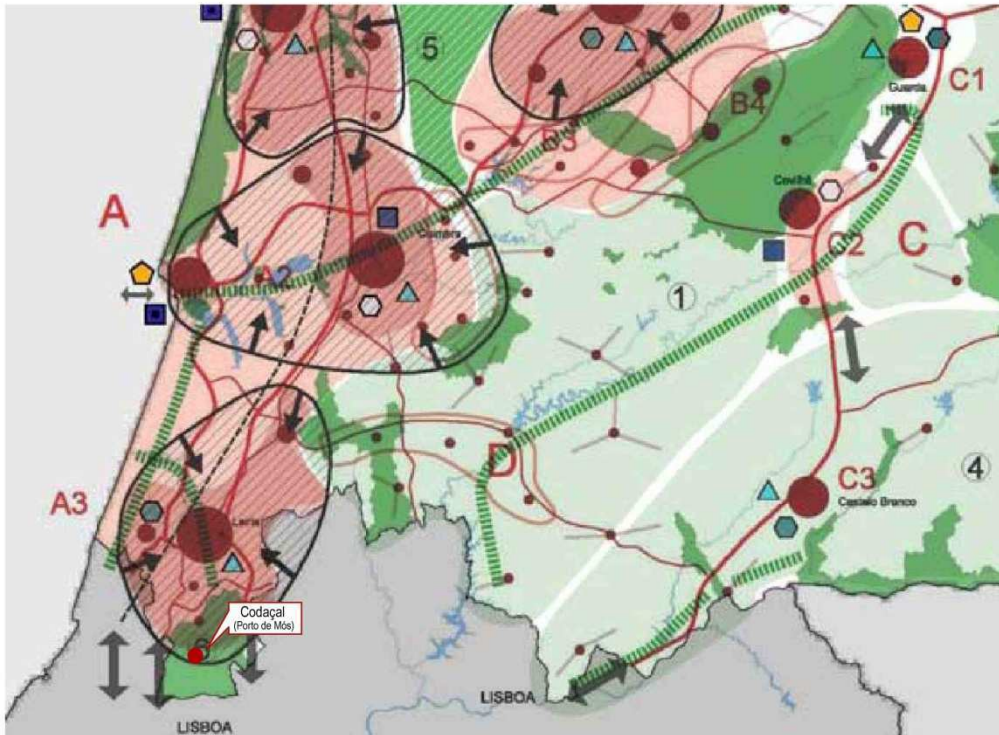 5
B4
C1
Guarda
B3
Covilhã
A
C
Coimbra
C2
A2
1
D
C3
4
Castelo Branco
A3
Leiria
Codaçal
(Porto de Mós)
LISBOA
LISBOA